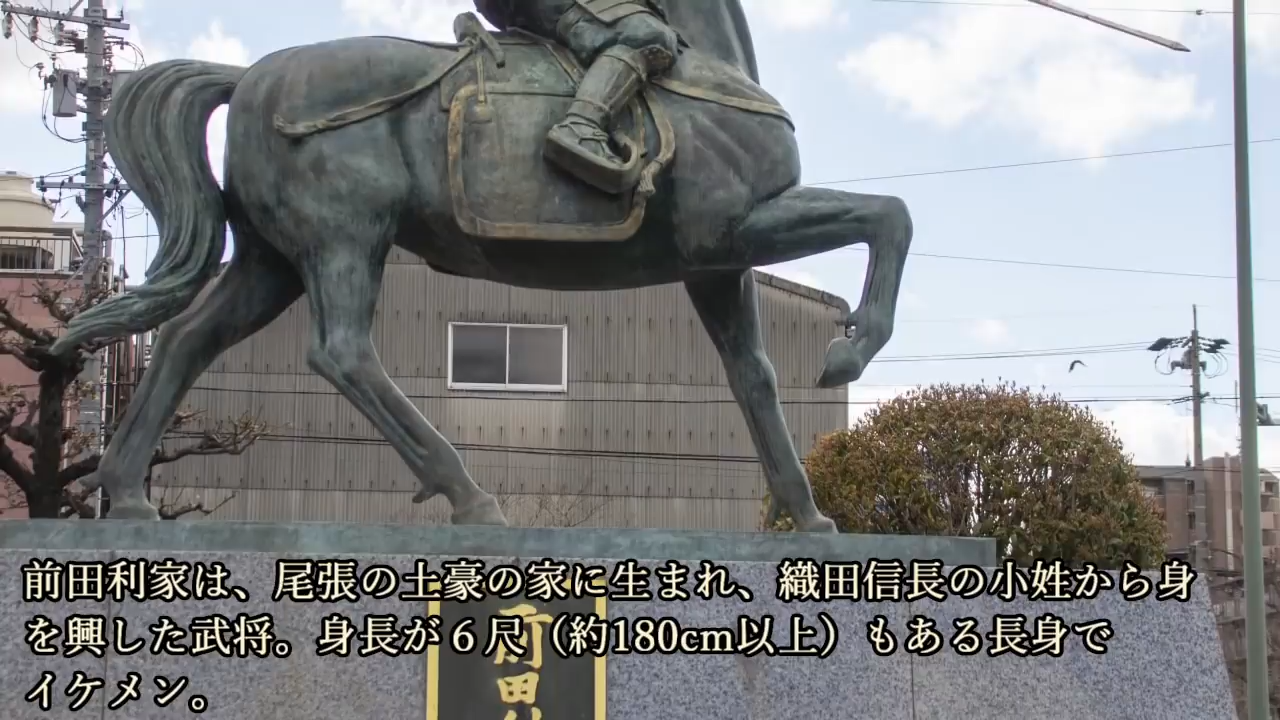 前田利家は、尾張の土豪の家に生まれ、織田信長の小姓から身
を興した武将。身長が６尺（約180cm以上）もある長身で
イケメン。
前田